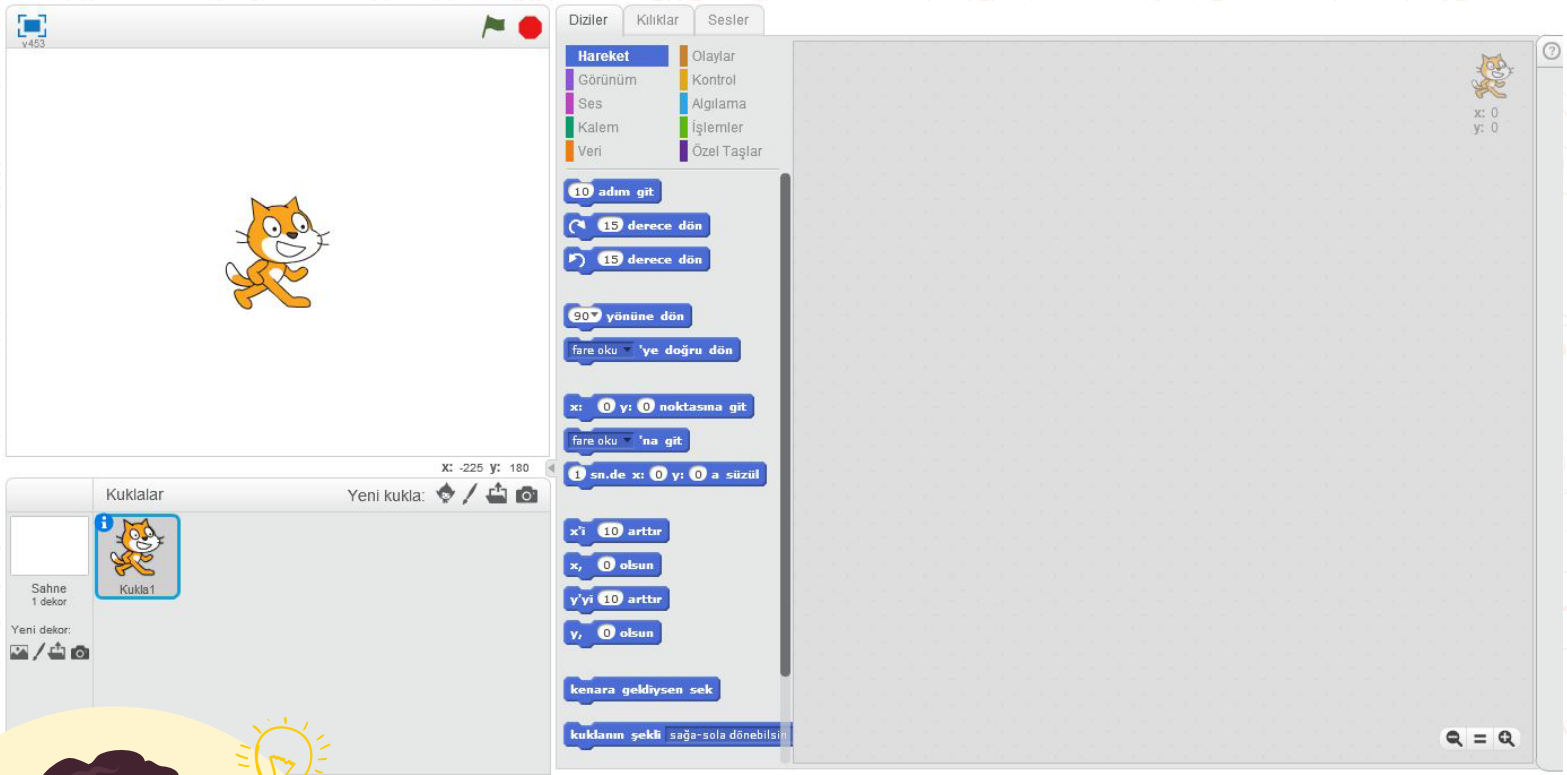 v453
Diziler Kılıklar Sesler
Hareket Olaylar
Görünüm Kontrol
Ses Algılama
Kalem İşlemler
Veri Özel Taşlar
x: 0
y: 0
10 adım git
15 derece dön
15 derece dön
90 yönüne dön
fare oku 'ye doğru dön
x: 0 y: 0 noktasına git
fare oku 'na git
1 sn.de x: 0 y: 0 a süzül
x'i 10 arttır
x, 0 olsun
y'yi 10 arttır
y, 0 olsun
kenara geldiysen sek
kuklanın şekli sağa-sola dönebilsin
X: -225 y: 180
Kuklalar Yeni kukla:
Sahne
1 dekor
Kukla1
Yeni dekor: